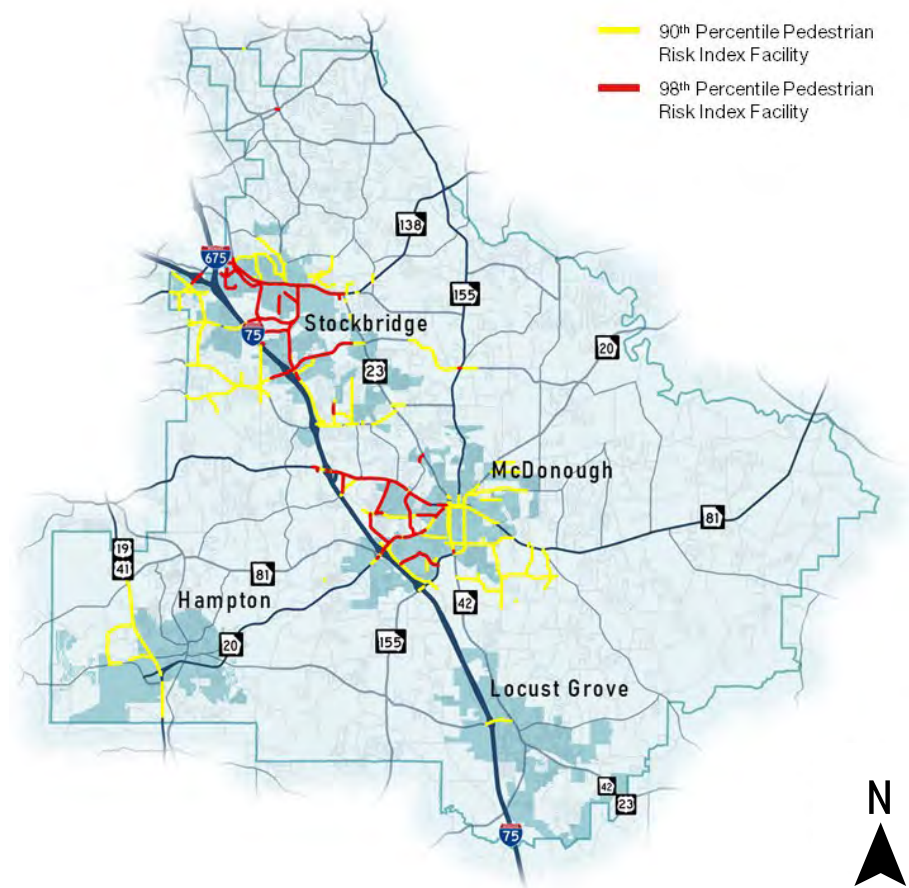 90th Percentile Pedestrian
Risk Index Facility
98th Percentile Pedestrian
Risk Index Facility
138
675
155
Stockbridge
75
20
23
McDonough
81
19
41
81
Hampton
42
20
155
Locust Grove
42
23
75
N